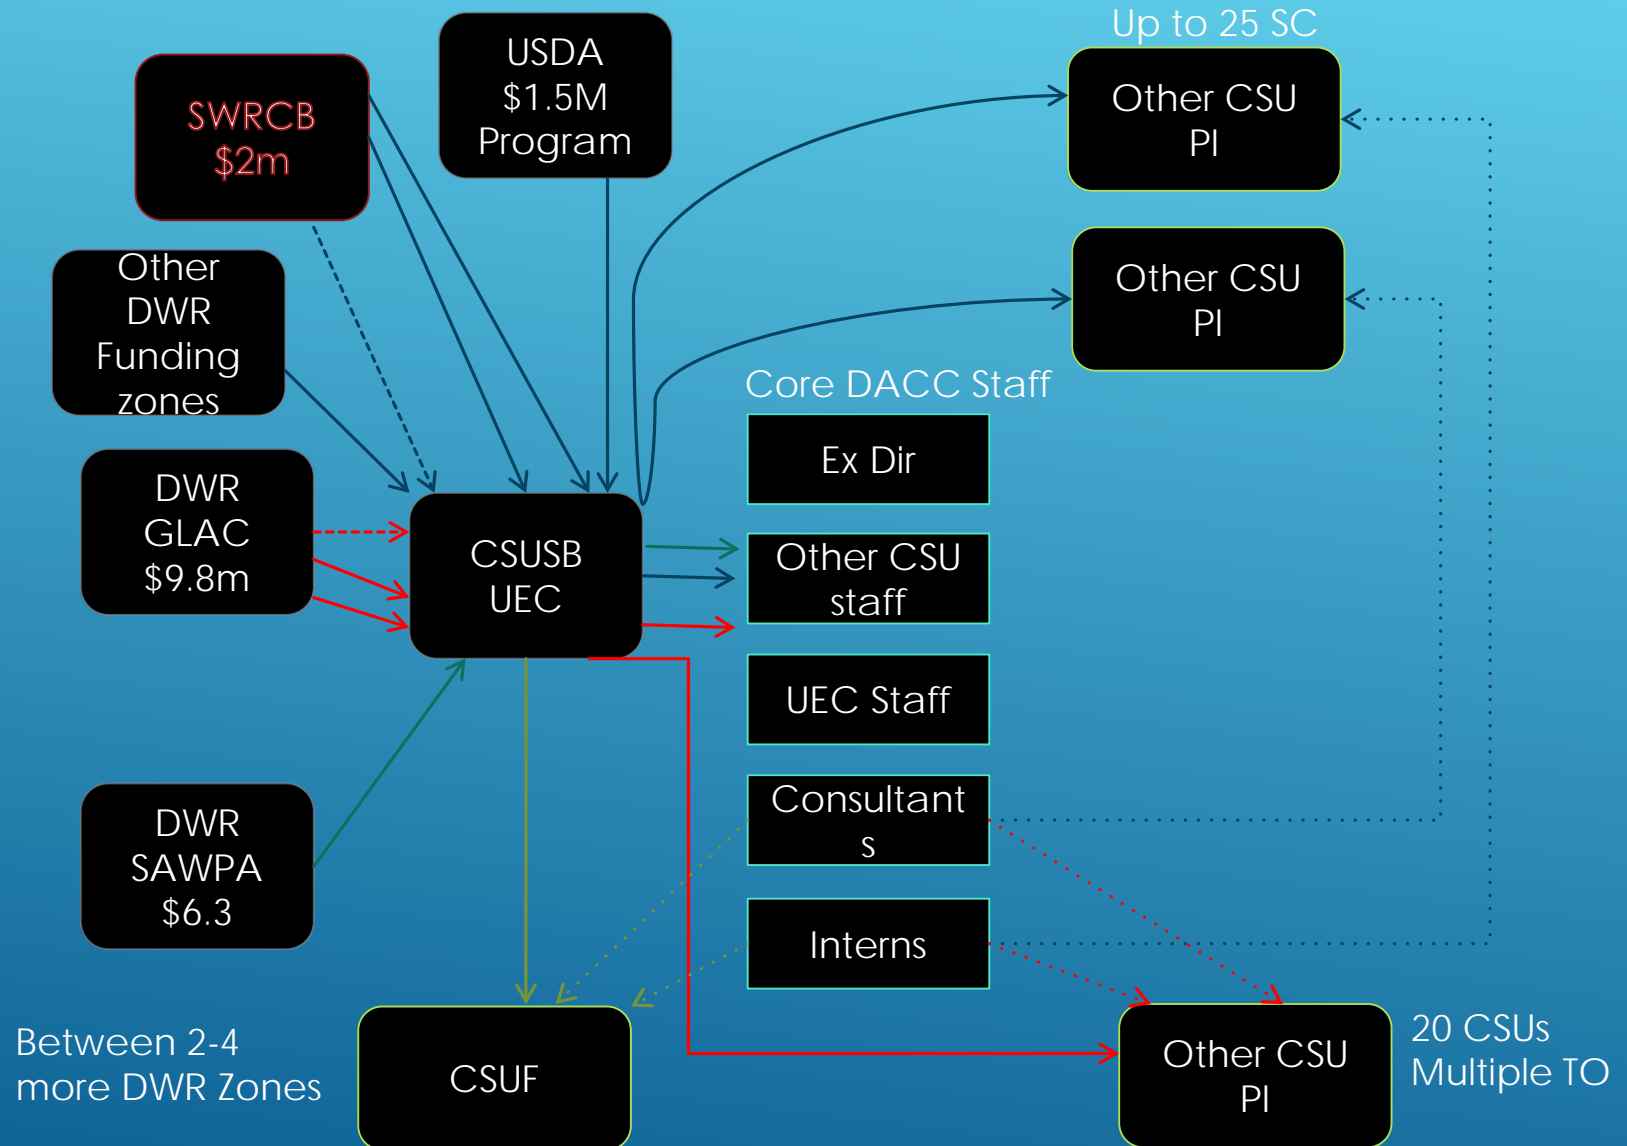 Up to 25 SC
USDA
$1.5M
Program
SWRCB
$2m
Other CSU
PI
Other
DWR
Funding
zones
Other CSU
PI
Core DACC Staff
Ex Dir
DWR
GLAC
$9.8m
CSUSB
UEC
Other CSU
staff
UEC Staff
DWR
SAWPA
$6.3
Consultant
s
Interns
Between 2-4
more DWR Zones
CSUF
Other CSU
PI
20 CSUs
Multiple TO